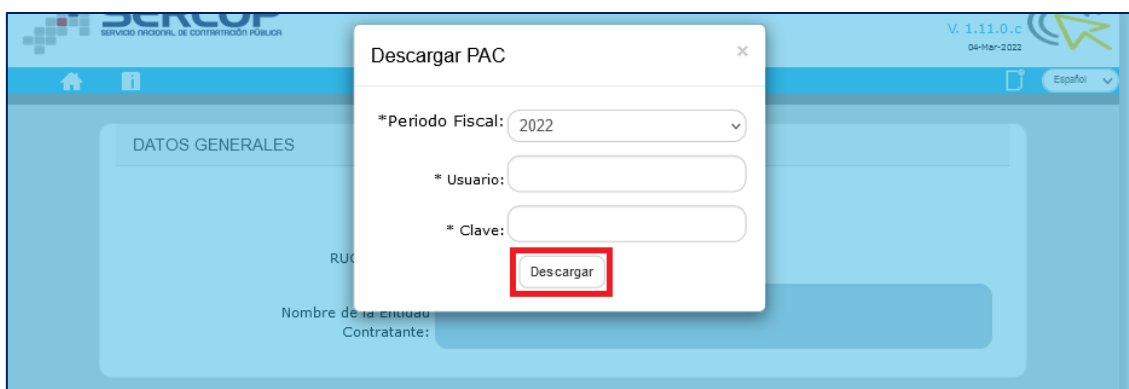 SERCOP
SERVICIO NACIONAL DE CONTRATACIÓN PÚBLICA
V. 1.11.0.c
04-Mar-2022
Español
Descargar PAC
×
*Periodo Fiscal: 2022
DATOS GENERALES
* Usuario:
* Clave:
RUC
Descargar
Nombre de la Entidad
Contratante: